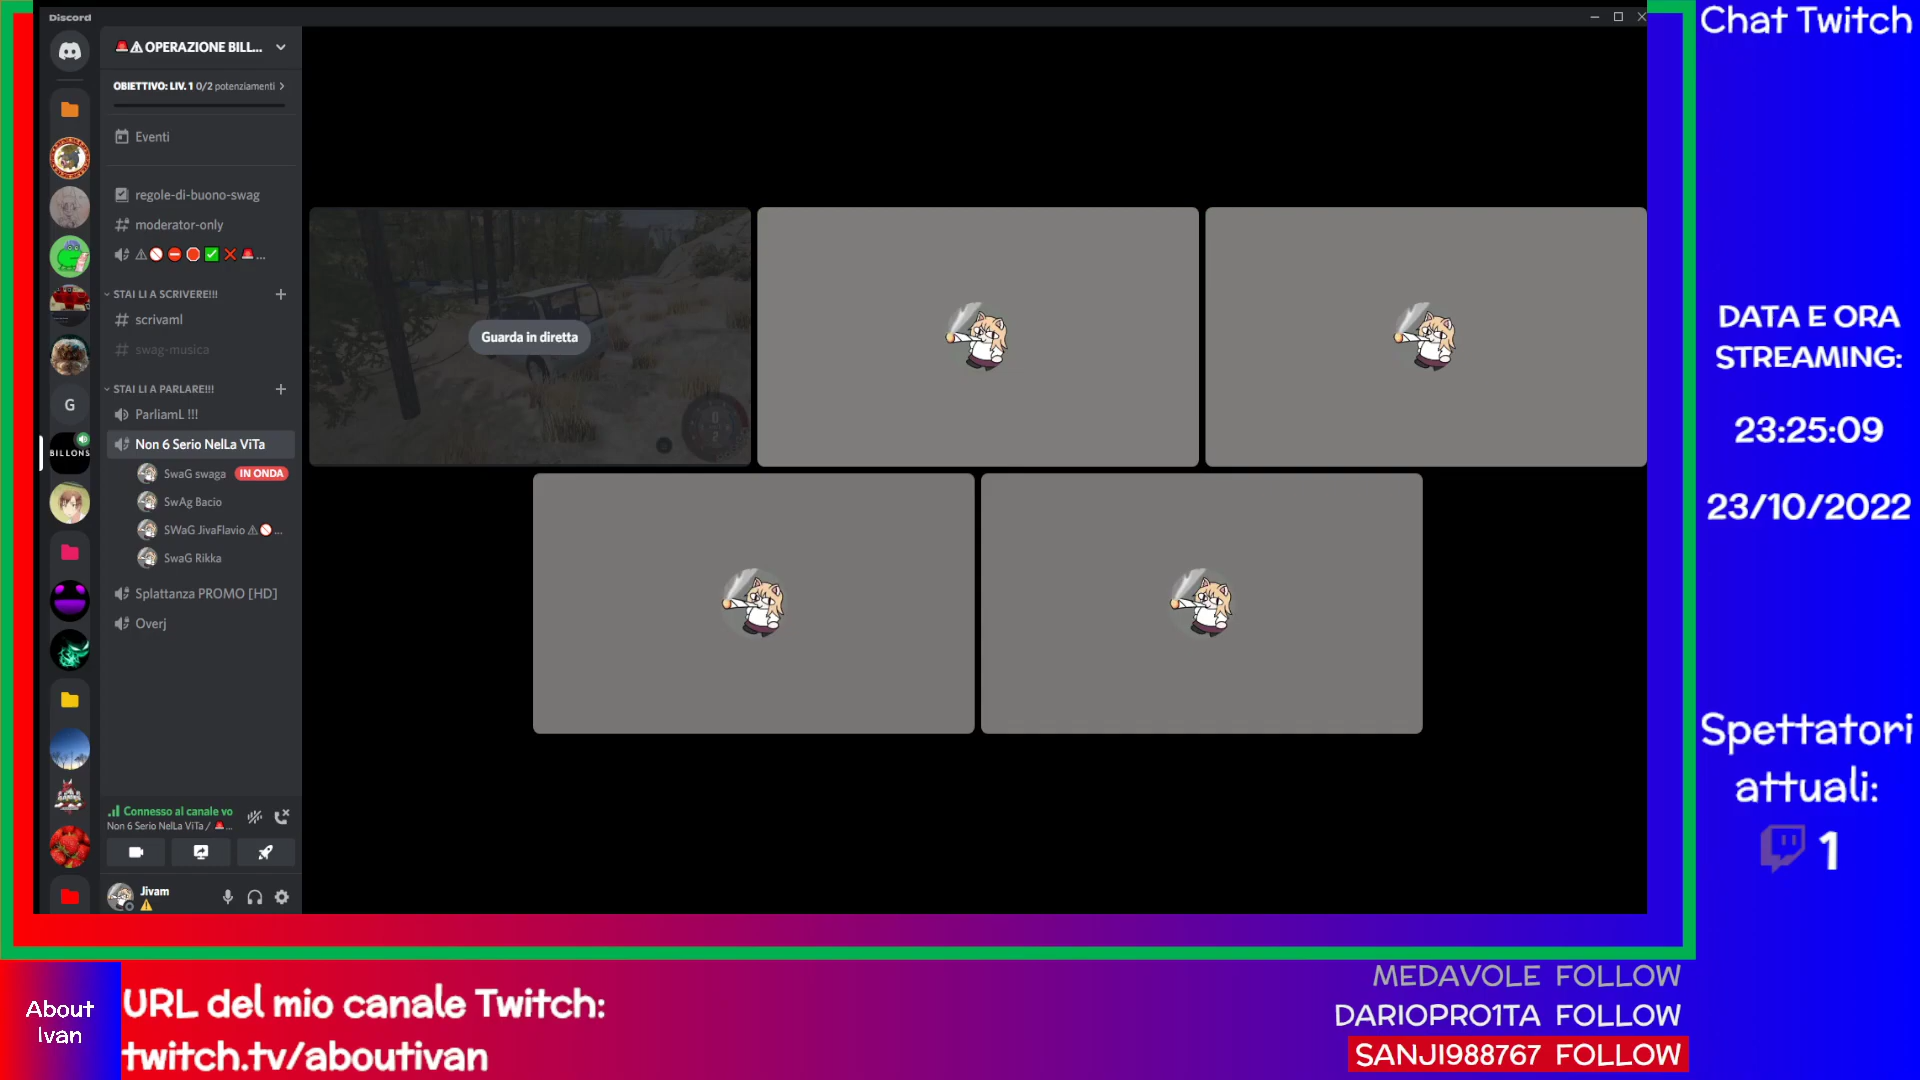 Discord
OPERAZIONE BILL...
OBIETTIVO: LIV. 1 0/2 potenziamenti
Eventi
regole-di-buono-swag
moderator-only
...
STAI LI A SCRIVERE!!!
scrivaml
swag-musica
STAI LI A PARLARE!!!
ParliamL !!!
Non 6 Serio NelLa ViTa
SwaG swaga IN ONDA
SwAg Bacio
SWaG JivaFlavio ...
SwaG Rikka
Splattanza PROMO [HD]
Overj
G
BILLONS
Connesso al canale vo
Non 6 Serio NelLa ViTa / ...
Jivam
Guarda in diretta
Chat Twitch
DATA E ORA
STREAMING:
23:25:09
23/10/2022
Spettatori
attuali:
1
About
Ivan
URL del mio canale Twitch:
twitch.tv/aboutivan
MEDAVOLE FOLLOW
DARIOPRO1TA FOLLOW
SANJI988767 FOLLOW